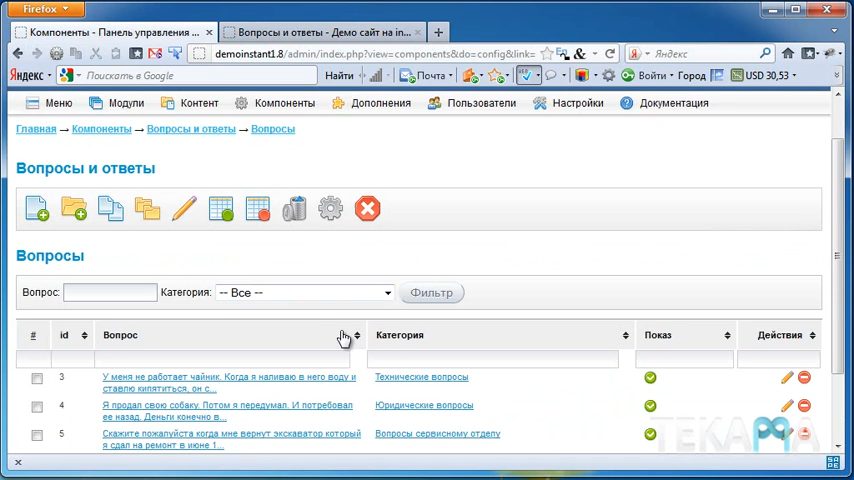 Firefox
Компоненты - Панель управления ...
Вопросы и ответы - Демо сайт на in...
demoinstant1.8/admin/index.php?view=components&do=config&link=
Яндекс
Яндекс
Поискать в Google
Найти
Почта
Войти
Город
USD 30,53
Меню
Модули
Контент
Компоненты
Дополнения
Пользователи
Настройки
Документация
Главная → Компоненты → Вопросы и ответы → Вопросы
Вопросы и ответы
Вопросы
Вопрос:
Категория:
-- Все --
Фильтр
#
id
Вопрос
Категория
Показ
Действия
3
У меня не работает чайник. Когда я наливаю в него воду и
ставлю кипятиться, он с...
Технические вопросы
4
Я продал свою собаку. Потом я передумал. И потребовал
ее назад. Деньги конечно в...
Юридические вопросы
5
Скажите пожалуйста когда мне вернут экскаватор который
я сдал на ремонт в июне 1...
Вопросы сервисному отделу
ТЕКАМА
SAPE